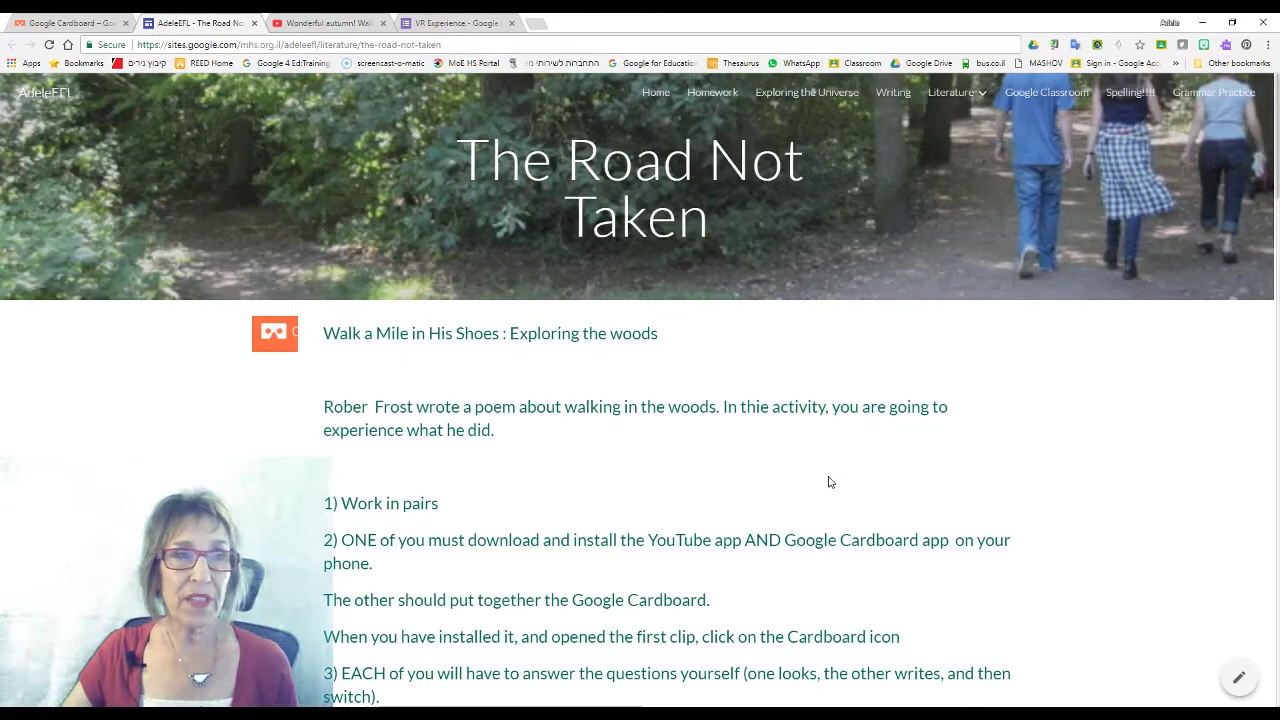 Google Cardboard – Goo
AdeleEFL - The Road Not
Wonderful autumn! Walk
VR Experience - Google
Adele
Secure
https://sites.google.com/mhs.org.il/adeleefl/literature/the-road-not-taken
Apps
Bookmarks
קיבוץ גיזר
REED Home
Google 4 Ed:Training
screencast-o-matic
MoE HS Portal
Google for Education
Thesaurus
WhatsApp
Classroom
Google Drive
bus.co.il
MASHOV
Sign in - Google Acc
Other bookmarks
AdeleEFL
Home
Homework
Exploring the Universe
Writing
Literature
Google Classroom
Spelling!!!!
Grammar Practice
The Road Not
Taken
Walk a Mile in His Shoes : Exploring the woods
Rober  Frost wrote a poem about walking in the woods. In thie activity, you are going to
experience what he did.
1) Work in pairs
2) ONE of you must download and install the YouTube app AND Google Cardboard app  on your
phone.
The other should put together the Google Cardboard.
When you have installed it, and opened the first clip, click on the Cardboard icon
3) EACH of you will have to answer the questions yourself (one looks, the other writes, and then
switch).